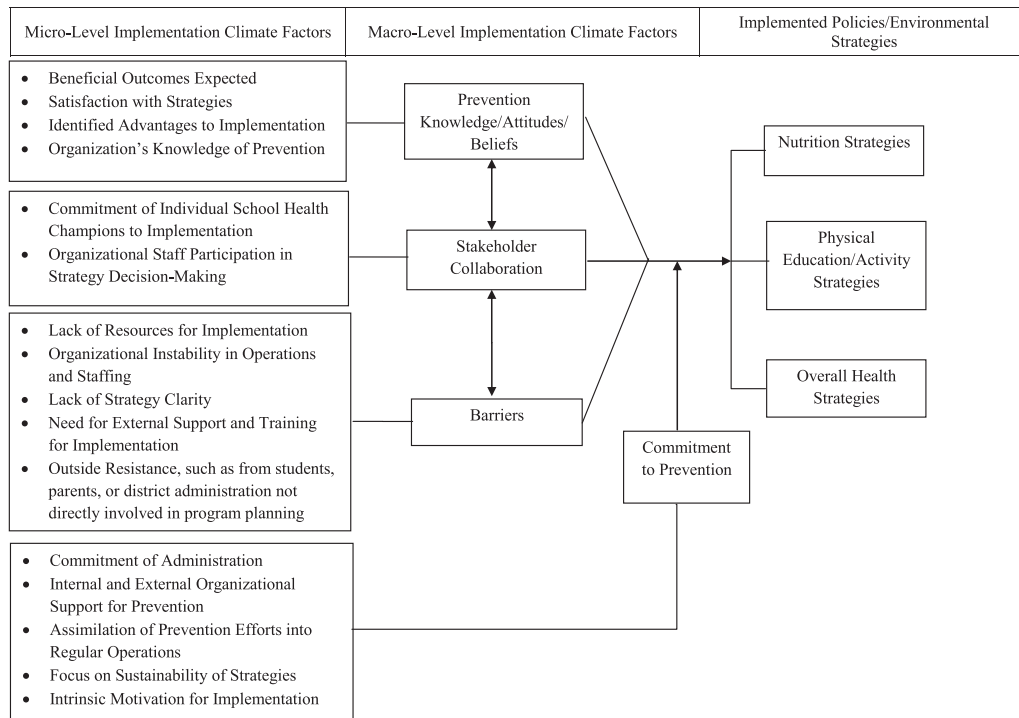 Micro-Level Implementation Climate Factors
Macro-Level Implementation Climate Factors
Implemented Policies/Environmental
Strategies
• Beneficial Outcomes Expected
• Satisfaction with Strategies
• Identified Advantages to Implementation
• Organization's Knowledge of Prevention
Prevention
Knowledge/Attitudes/
Beliefs
Nutrition Strategies
• Commitment of Individual School Health
Champions to Implementation
• Organizational Staff Participation in
Strategy Decision-Making
Stakeholder
Collaboration
Physical
Education/Activity
Strategies
• Lack of Resources for Implementation
• Organizational Instability in Operations
and Staffing
• Lack of Strategy Clarity
• Need for External Support and Training
for Implementation
• Outside Resistance, such as from students,
parents, or district administration not
directly involved in program planning
Barriers
Overall Health
Strategies
Commitment
to Prevention
• Commitment of Administration
• Internal and External Organizational
Support for Prevention
• Assimilation of Prevention Efforts into
Regular Operations
• Focus on Sustainability of Strategies
• Intrinsic Motivation for Implementation